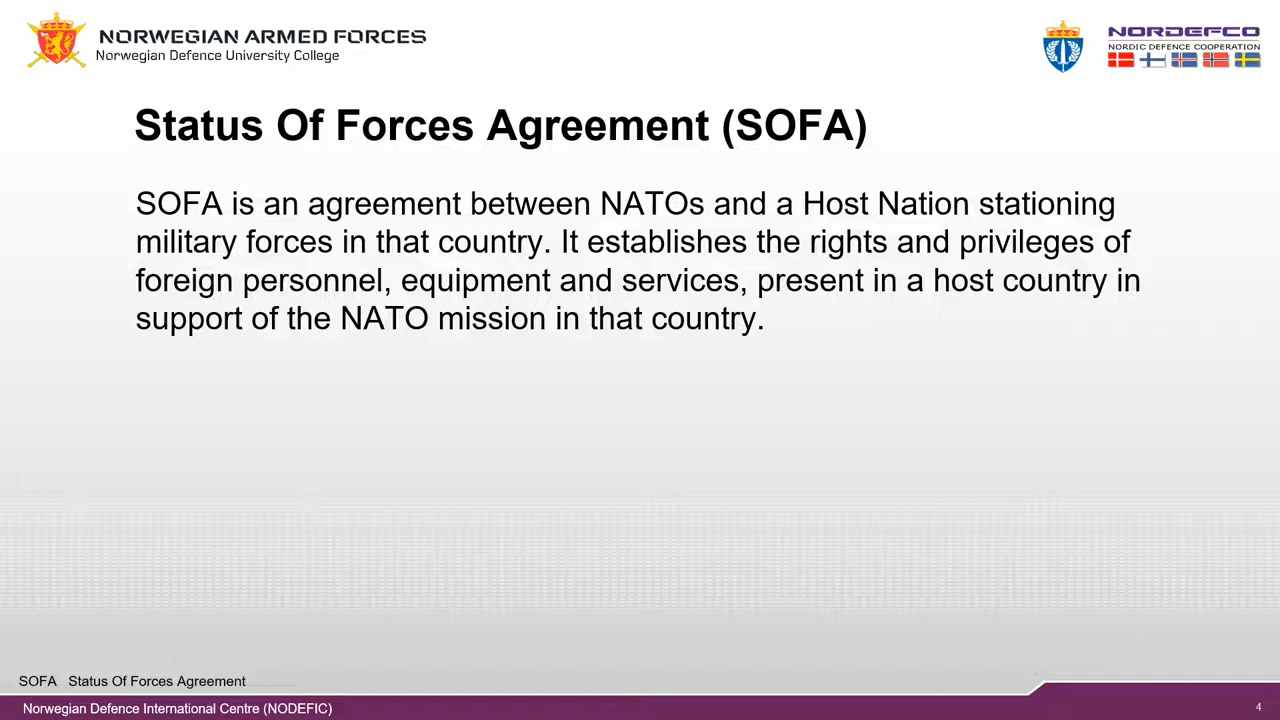 NORWEGIAN ARMED FORCES
Norwegian Defence University College
NORDEFCO
NORDIC DEFENCE COOPERATION
Status Of Forces Agreement (SOFA)
SOFA is an agreement between NATOs and a Host Nation stationing
military forces in that country. It establishes the rights and privileges of
foreign personnel, equipment and services, present in a host country in
support of the NATO mission in that country.
SOFA Status Of Forces Agreement
Norwegian Defence International Centre (NODEFIC)
4